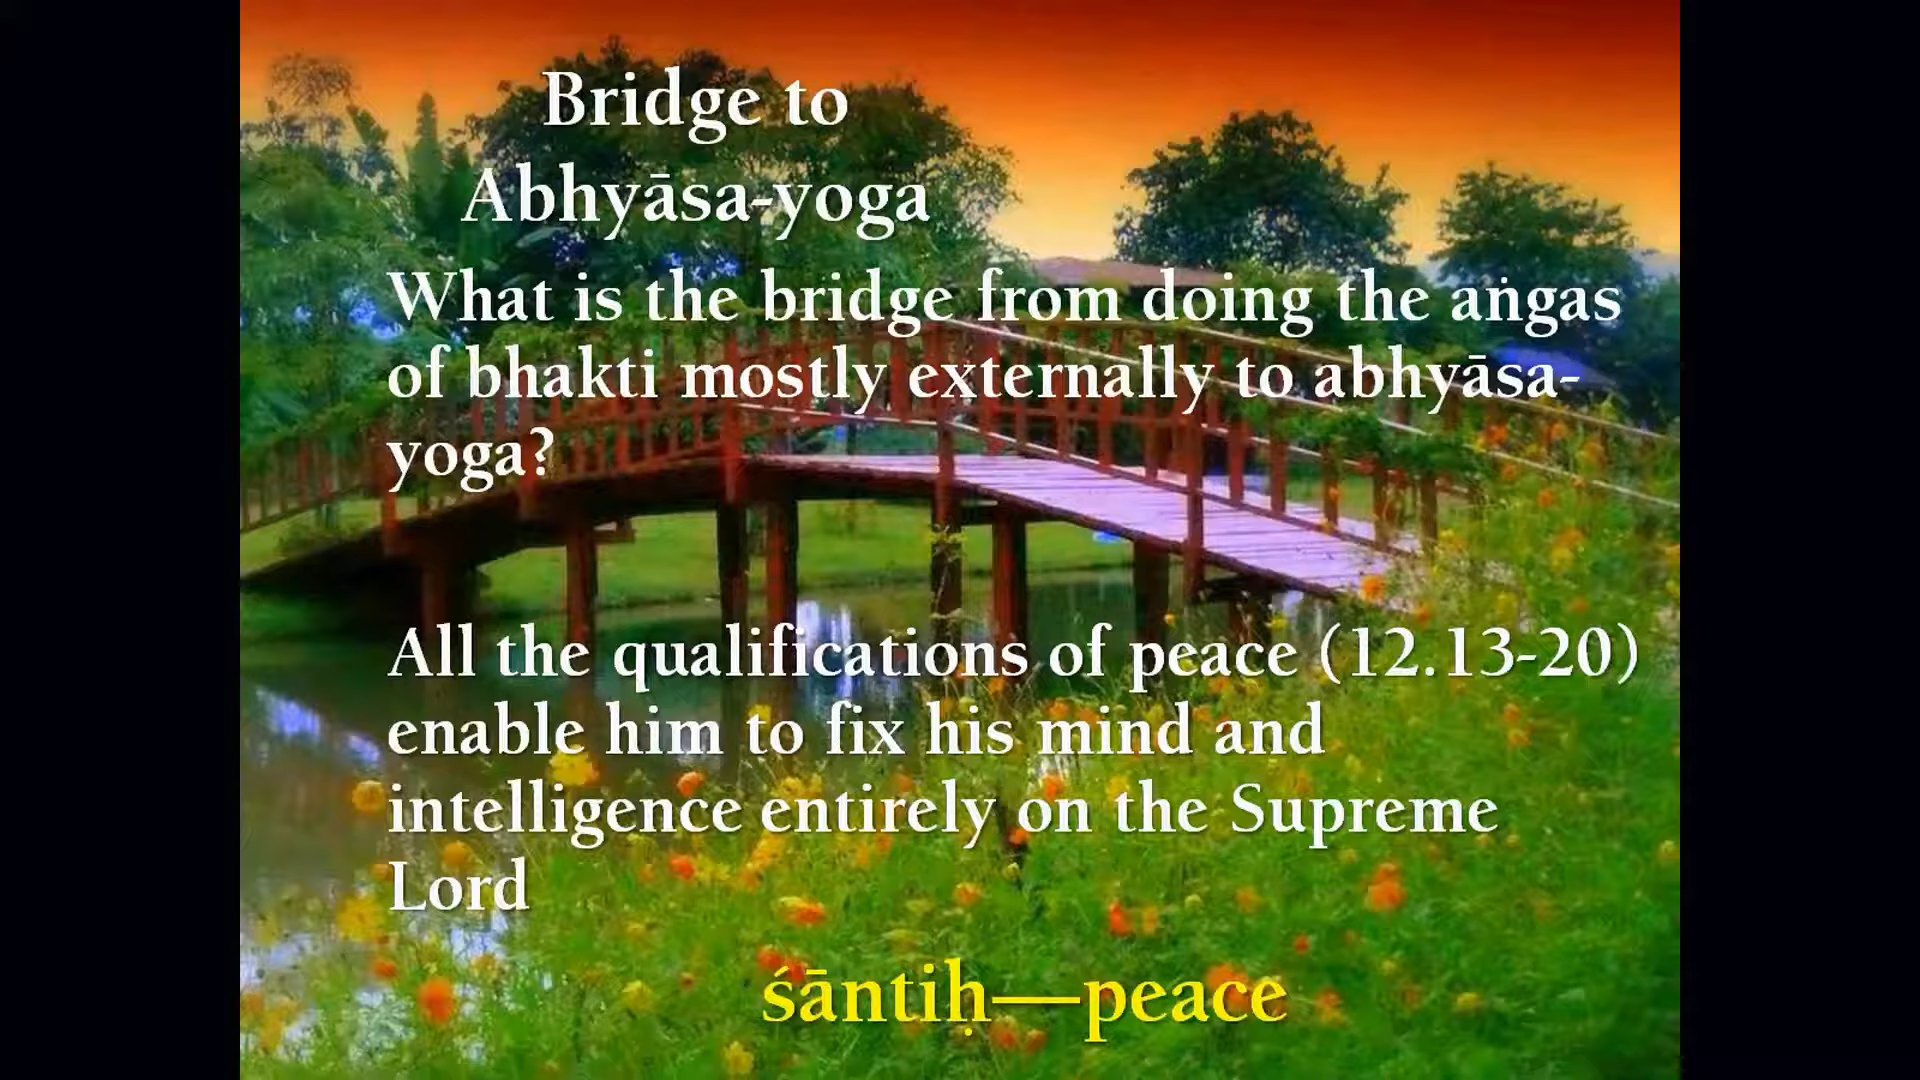 Bridge to
Abhyāsa-yoga
What is the bridge from doing the aṅgas
of bhakti mostly externally to abhyāsa-
yoga?
All the qualifications of peace (12.13-20)
enable him to fix his mind and
intelligence entirely on the Supreme
Lord
śāntiḥ—peace